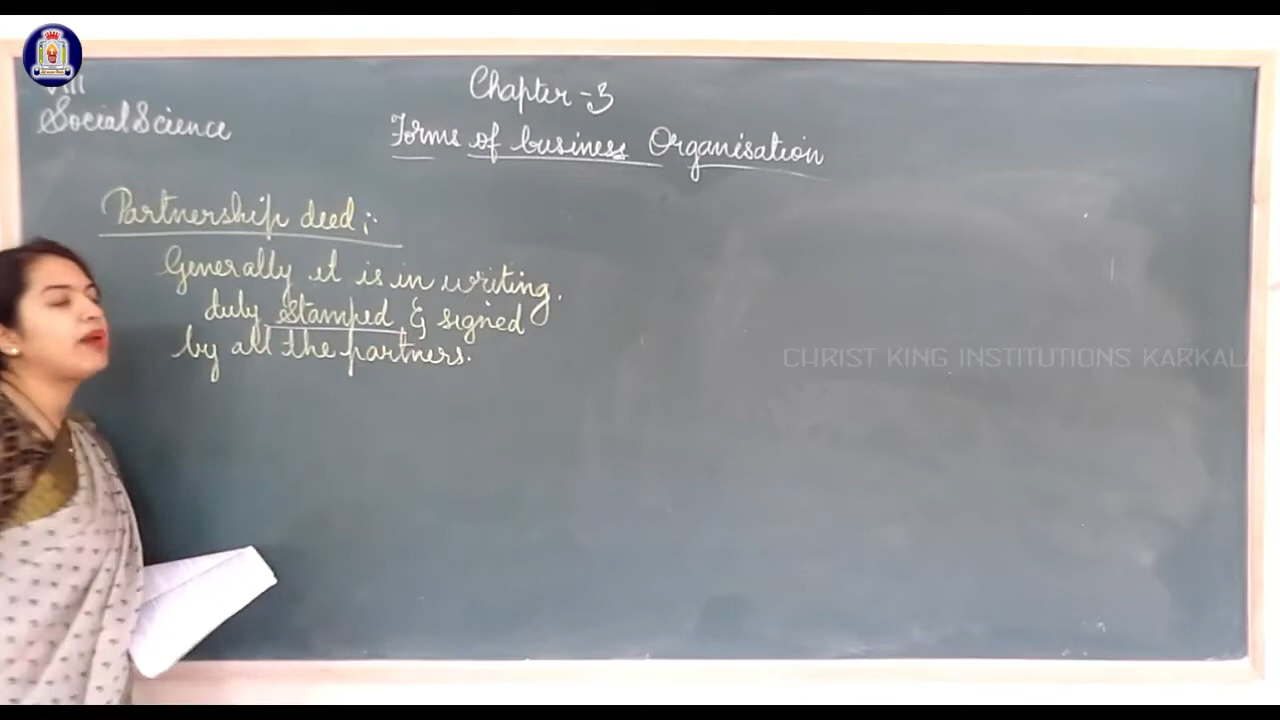 Social Science
Chapter - 3
Forms of business Organisation
Partnership deed :-
Generally it is in writing.
duly stamped & signed
by all the partners.
CHRIST KING INSTITUTIONS KARKALA